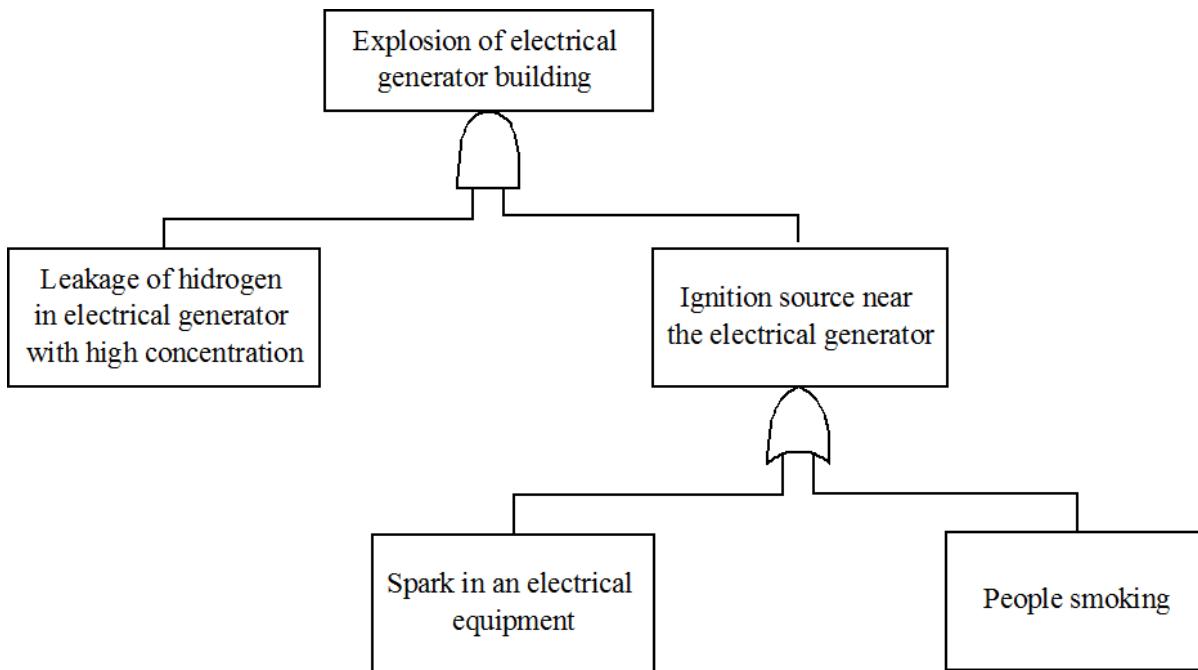 Explosion of electrical
generator building
Leakage of hidrogen
in electrical generator
with high concentration
Ignition source near
the electrical generator
Spark in an electrical
equipment
People smoking